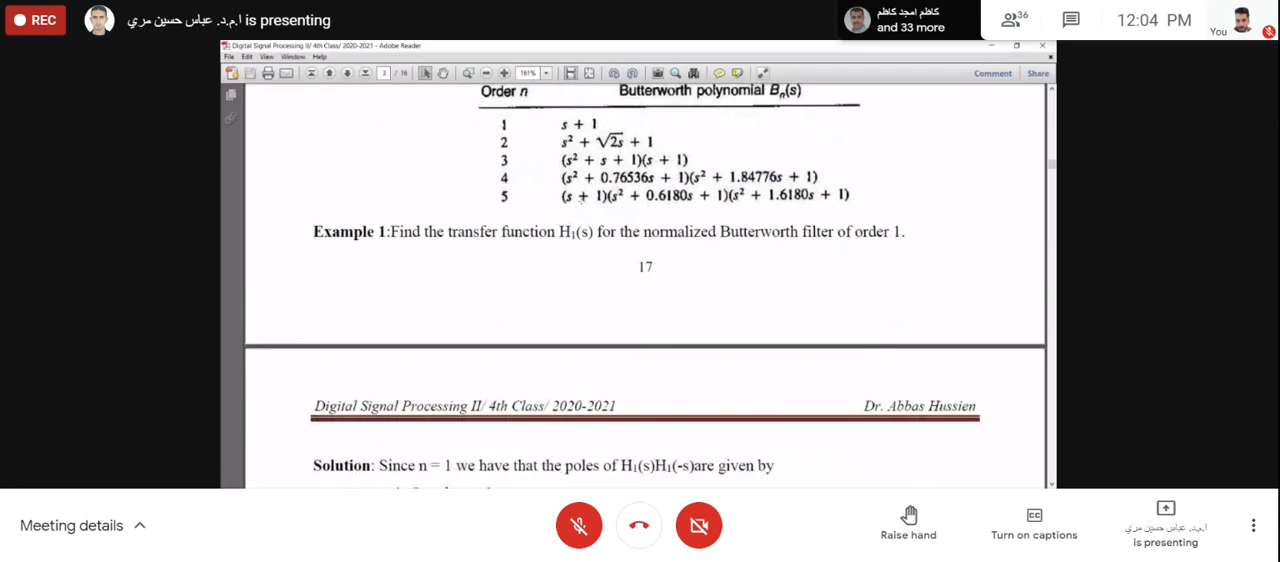 REC
ا.م.د. عباس حسين مري is presenting
كاظم امجد كاظم
and 33 more
36
12:04 PM
You
Digital Signal Processing II/ 4th Class/ 2020-2021 - Adobe Reader
File Edit View Window Help
3 / 16
161%
Comment Share
Order n Butterworth polynomial Bn(s)
1 s + 1
2 s² + √2s + 1
3 (s² + s + 1)(s + 1)
4 (s² + 0.76536s + 1)(s² + 1.84776s + 1)
5 (s + 1)(s² + 0.6180s + 1)(s² + 1.6180s + 1)
Example 1:Find the transfer function H₁(s) for the normalized Butterworth filter of order 1.
17
Digital Signal Processing II/ 4th Class/ 2020-2021 Dr. Abbas Hussien
Solution: Since n = 1 we have that the poles of H₁(s)H₁(-s)are given by
Meeting details
Raise hand
CC
Turn on captions
ا.م.د. عباس حسين مري
is presenting